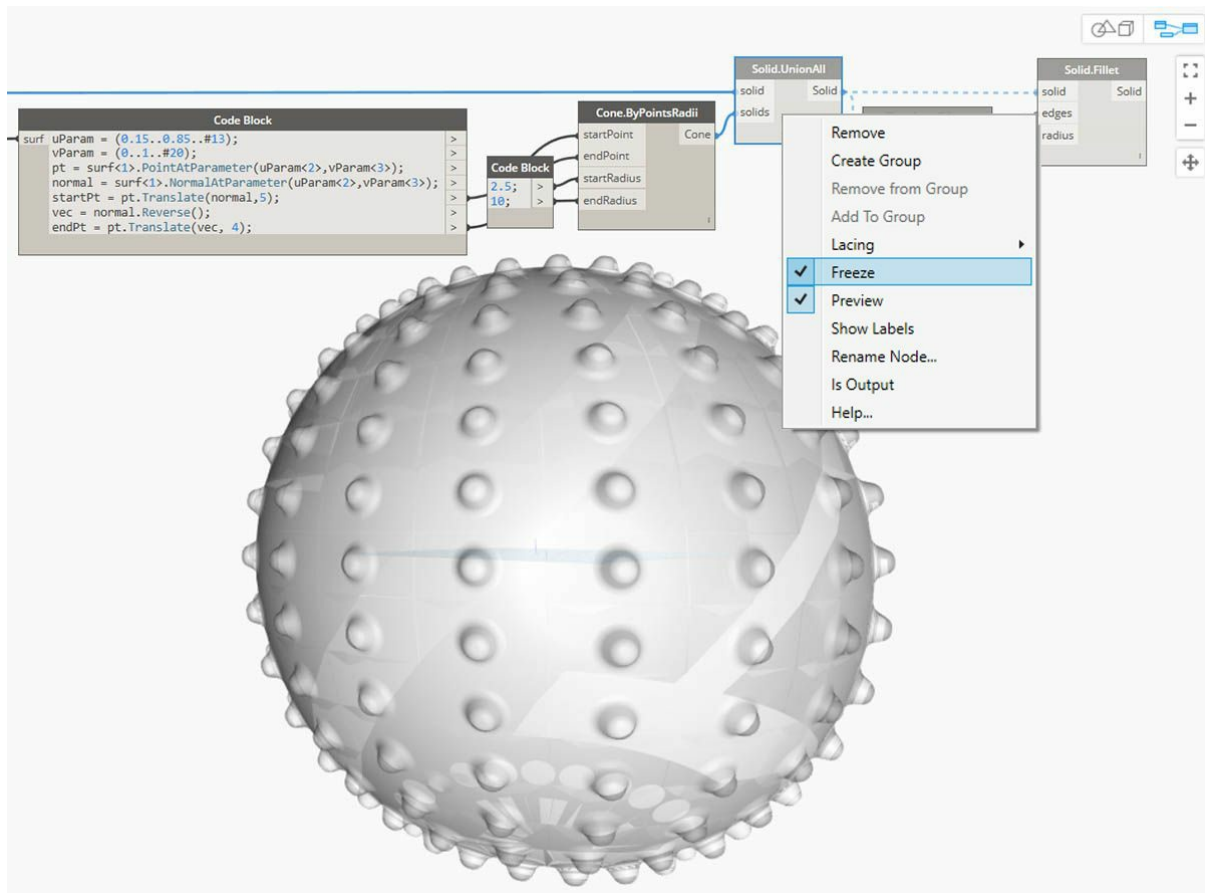 Solid.UnionAll
solid Solid
solids
Solid.Fillet
solid Solid
edges
radius
Code Block
surf uParam = (0.15..0.85..#13); >
vParam = (0..1..#20); >
pt = surf<1>.PointAtParameter(uParam<2>,vParam<3>); >
normal = surf<1>.NormalAtParameter(uParam<2>,vParam<3>); >
startPt = pt.Translate(normal,5); >
vec = normal.Reverse(); >
endPt = pt.Translate(vec, 4); >
Code Block
2.5; >
10; >
Cone.ByPointsRadii
startPoint Cone
endPoint
startRadius
endRadius
Remove
Create Group
Remove from Group
Add To Group
Lacing
Freeze
Preview
Show Labels
Rename Node...
Is Output
Help...